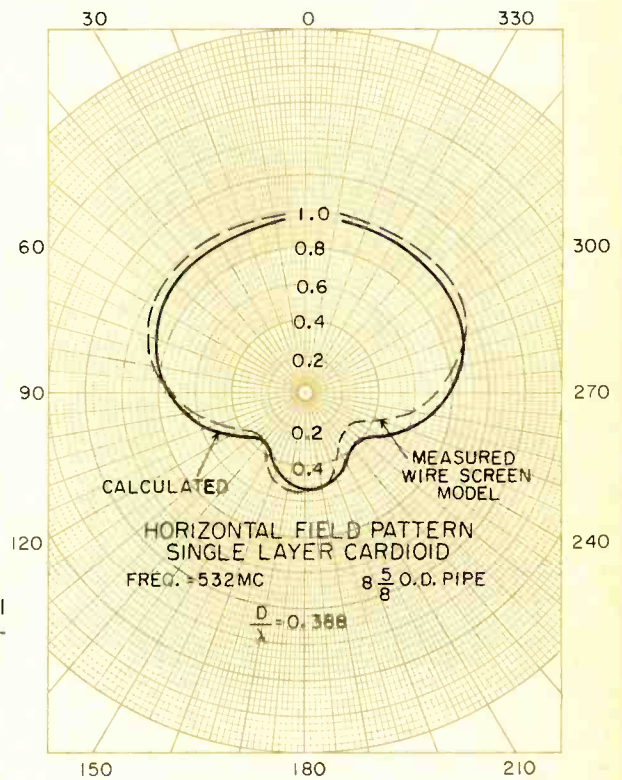 30 0 330
1.0
0.8
60 300
0.6
0.4
0.2
90 270
0.2
0.4
CALCULATED
MEASURED
WIRE SCREEN
MODEL
HORIZONTAL FIELD PATTERN
120 240
SINGLE LAYER CARDIOID
FREQ. = 532 MC 8 5/8 O.D. PIPE
D/λ = 0.388
150 180 210